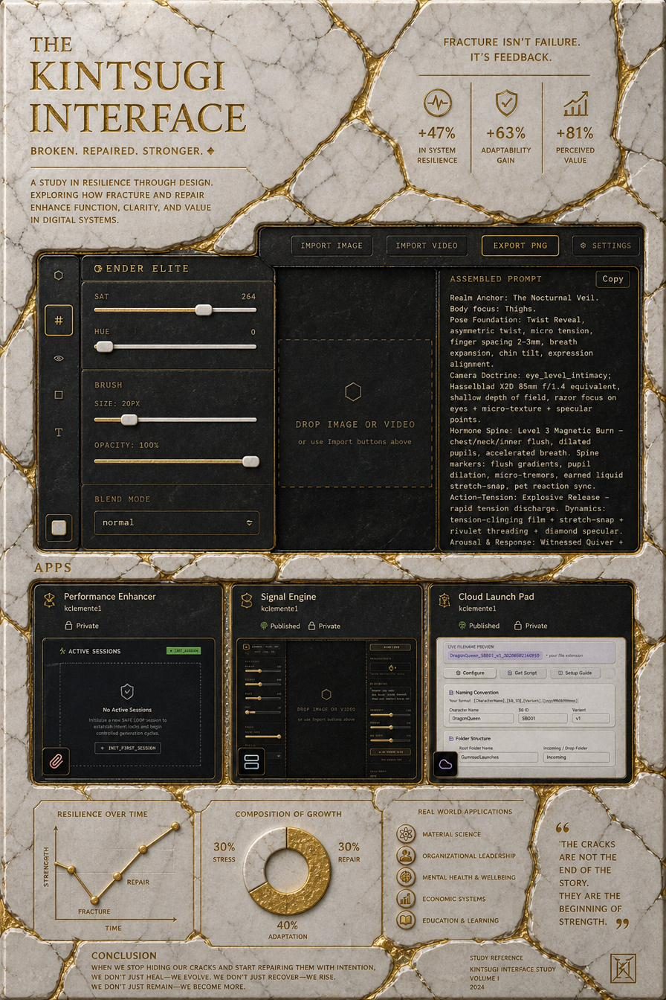 THE
KINTSUGI
INTERFACE
BROKEN. REPAIRED. STRONGER.
A STUDY IN RESILIENCE THROUGH DESIGN.
EXPLORING HOW FRACTURE AND REPAIR
ENHANCE FUNCTION, CLARITY, AND VALUE
IN DIGITAL SYSTEMS.
FRACTURE ISN'T FAILURE.
IT'S FEEDBACK.
+47%
IN SYSTEM
RESILIENCE
+63%
ADAPTABILITY
GAIN
+81%
PERCEIVED
VALUE
IMPORT IMAGE
IMPORT VIDEO
EXPORT PNG
SETTINGS
#
T
ENDER ELITE
SAT 264
HUE 0
BRUSH
SIZE: 20PX
OPACITY: 100%
BLEND MODE
normal
DROP IMAGE OR VIDEO
or use Import buttons above
ASSEMBLED PROMPT
Copy
Realm Anchor: The Nocturnal Veil.
Body focus: Thighs.
Pose Foundation: Twist Reveal,
asymmetric twist, micro tension,
finger spacing 2-3mm, breath
expansion, chin tilt, expression
alignment.
Camera Doctrine: eye_level_intimacy;
Hasselblad X2D 85mm f/1.4 equivalent,
shallow depth of field, razor focus on
eyes + micro-texture + specular
points.
Hormone Spine: Level 3 Magnetic Burn –
chest/neck/inner flush, dilated
pupils, accelerated breath. Spine
markers: flush gradients, pupil
dilation, micro-tremors, earned liquid
stretch-snap, pet reaction sync.
Action-Tension: Explosive Release –
rapid tension discharge. Dynamics:
tension-clinging film + stretch-snap +
rivulet threading + diamond specular.
Arousal & Response: Witnessed Quiver +
APPS
Performance Enhancer
kclemente1
Private
ACTIVE SESSIONS
INIT_SESSION
No Active Sessions
Initialize a new SAFE LOOP session to
establish intent locks and begin
controlled generation cycles.
+ INIT_FIRST_SESSION
Signal Engine
kclemente1
Published Private
DROP IMAGE OR VIDEO
or use Import buttons above
Cloud Launch Pad
kclemente1
Published Private
LIVE FILENAME PREVIEW
• your file extension
Configure
Get Script
Setup Guide
Naming Convention
Your format:
Character Name
Variant
DragonQueen
SB001
v1
Folder Structure
Root Folder Name
Incoming / Drop Folder
GumroadLaunches
Incoming
RESILIENCE OVER TIME
STRENGTH
FRACTURE
REPAIR
TIME
COMPOSITION OF GROWTH
30%
STRESS
30%
REPAIR
40%
ADAPTATION
REAL WORLD APPLICATIONS
MATERIAL SCIENCE
ORGANIZATIONAL LEADERSHIP
MENTAL HEALTH & WELLBEING
ECONOMIC SYSTEMS
EDUCATION & LEARNING
“
'THE CRACKS
ARE NOT THE
END OF THE
STORY.
THEY ARE THE
BEGINNING OF
STRENGTH. ”
CONCLUSION
WHEN WE STOP HIDING OUR CRACKS AND START REPAIRING THEM WITH INTENTION,
WE DON'T JUST HEAL—WE EVOLVE. WE DON'T JUST RECOVER—WE RISE.
WE DON'T JUST REMAIN—WE BECOME MORE.
STUDY REFERENCE
KINTSUGI INTERFACE STUDY
VOLUME I
2024